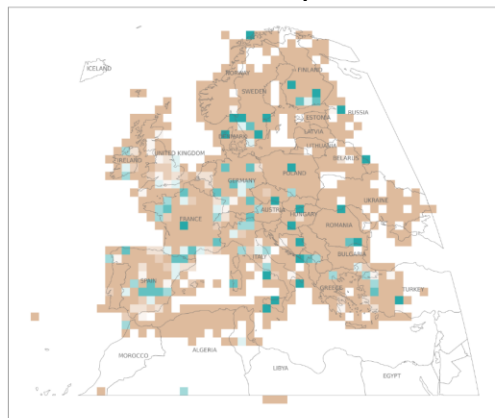 ICELAND
FINLAND
NORWAY
SWEDEN
RUSSIA
ESTONIA
LATVIA
DENMARK
LITHUANIA
UNITED KINGDOM
BELARUS
IRELAND
POLAND
GERMANY
UKRAINE
AUSTRIA
HUNGARY
FRANCE
ROMANIA
BULGARIA
ITALY
SPAIN
GREECE
TURKEY
MOROCCO
ALGERIA
LIBYA
EGYPT